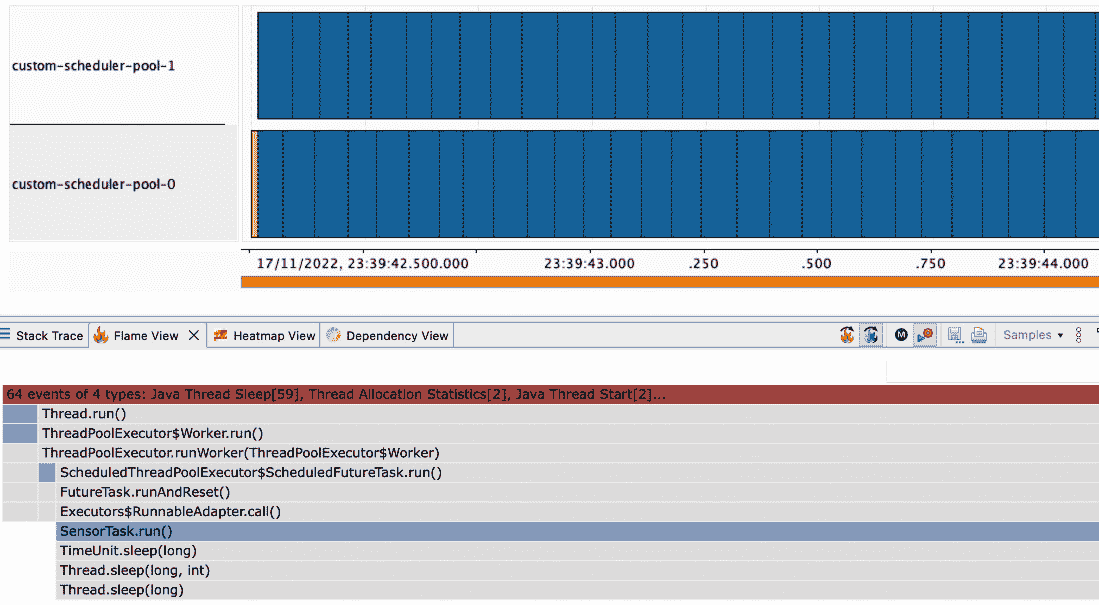 custom-scheduler-pool-1
custom-scheduler-pool-0
17/11/2022, 23:39:42.500.000 23:39:43.000 .250 .500 .750 23:39:44.000
Stack Trace Flame View Heatmap View Dependency View M Samples
64 events of 4 types: Java Thread Sleep[59], Thread Allocation Statistics[2], Java Thread Start[2]...
Thread.run()
ThreadPoolExecutor$Worker.run()
ThreadPoolExecutor.runWorker(ThreadPoolExecutor$Worker)
ScheduledThreadPoolExecutor$ScheduledFutureTask.run()
FutureTask.runAndReset()
Executors$RunnableAdapter.call()
SensorTask.run()
TimeUnit.sleep(long)
Thread.sleep(long, int)
Thread.sleep(long)